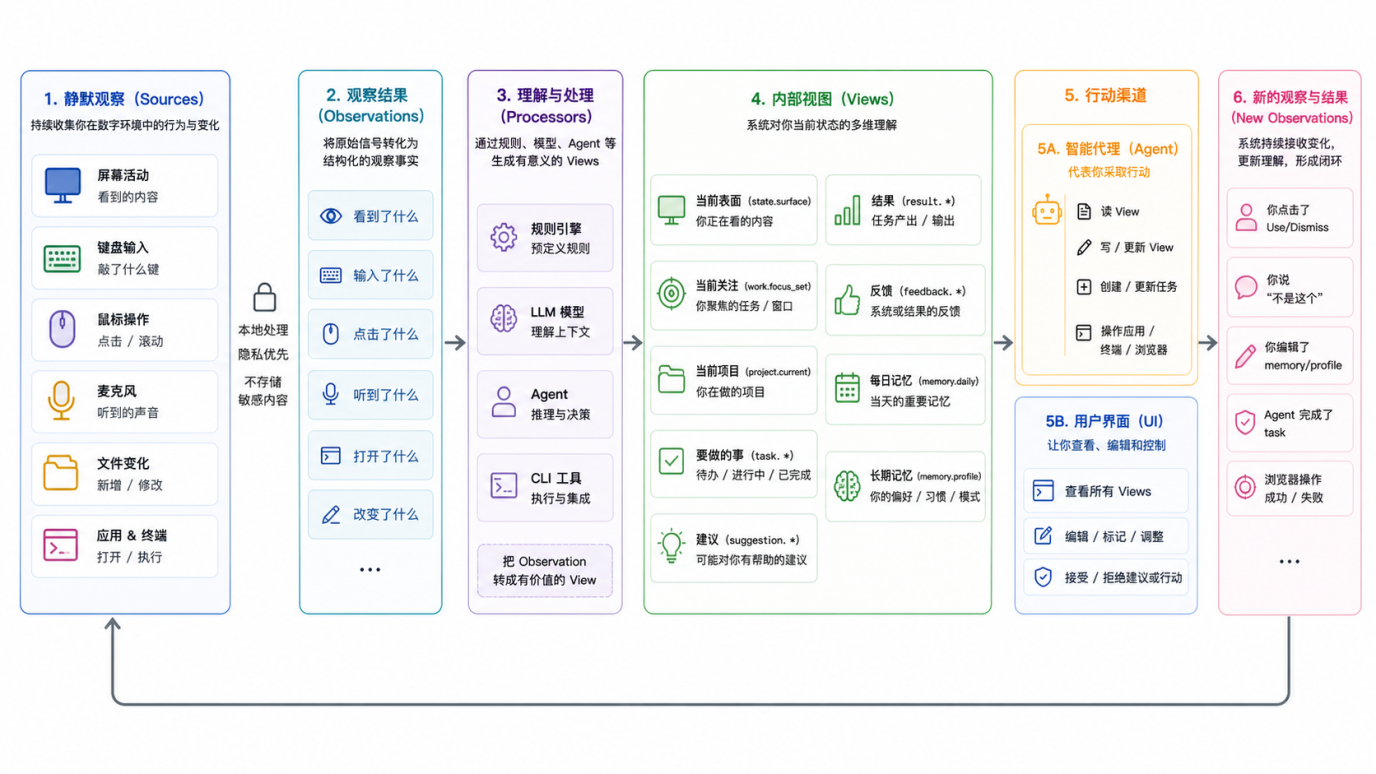 1. 静默观察（Sources）
持续收集你在数字环境中的行为与变化
屏幕活动
看到的内容
键盘输入
敲了什么键
鼠标操作
点击 / 滚动
麦克风
听到的声音
文件变化
新增 / 修改
应用 & 终端
打开 / 执行
本地处理
隐私优先
不存储
敏感内容
2. 观察结果
（Observations）
将原始信号转化为
结构化的观察事实
看到了什么
输入了什么
点击了什么
听到了什么
打开了什么
改变了什么
...
3. 理解与处理
（Processors）
通过规则、模型、Agent 等
生成有意义的 Views
规则引擎
预定义规则
LLM 模型
理解上下文
Agent
推理与决策
CLI 工具
执行与集成
把 Observation
转成有价值的 View
4. 内部视图（Views）
系统对你当前状态的多维理解
当前表面（state.surface）
你正在看的内容
当前关注（work.focus_set）
你聚焦的任务 / 窗口
当前项目（project.current）
你在做的项目
要做的事（task. *）
待办 / 进行中 / 已完成
建议（suggestion. *）
可能对你有帮助的建议
结果（result. *）
任务产出 / 输出
反馈（feedback. *）
系统或结果的反馈
每日记忆（memory.daily）
当天的重要记忆
长期记忆（memory.profile）
你的偏好 / 习惯 / 模式
5. 行动渠道
5A. 智能代理（Agent）
代表你采取行动
读 View
写 / 更新 View
创建 / 更新任务
操作应用 /
终端 / 浏览器
5B. 用户界面（UI）
让你查看、编辑和控制
查看所有 Views
编辑 / 标记 / 调整
接受 / 拒绝建议或行动
6. 新的观察与结果
（New Observations）
系统持续接收变化，
更新理解，形成闭环
你点击了
Use/Dismiss
你说
“不是这个”
你编辑了
memory/profile
Agent 完成了
task
浏览器操作
成功 / 失败
...